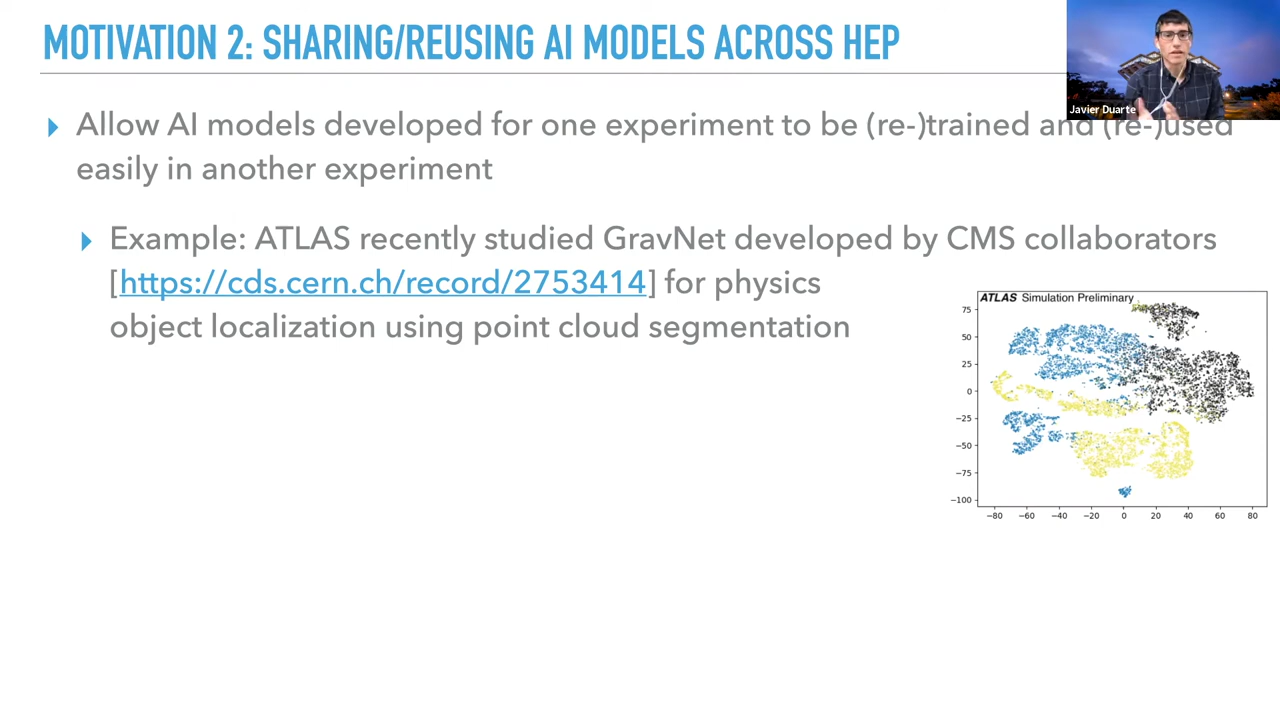 MOTIVATION 2: SHARING/REUSING AI MODELS ACROSS HEP
Javier Duarte
Allow AI models developed for one experiment to be (re-)trained and (re-)used
easily in another experiment
Example: ATLAS recently studied GravNet developed by CMS collaborators
[https://cds.cern.ch/record/2753414] for physics
object localization using point cloud segmentation
ATLAS Simulation Preliminary
75
50
25
0
−25
−50
−75
−100
−80 −60 −40 −20 0 20 40 60 80